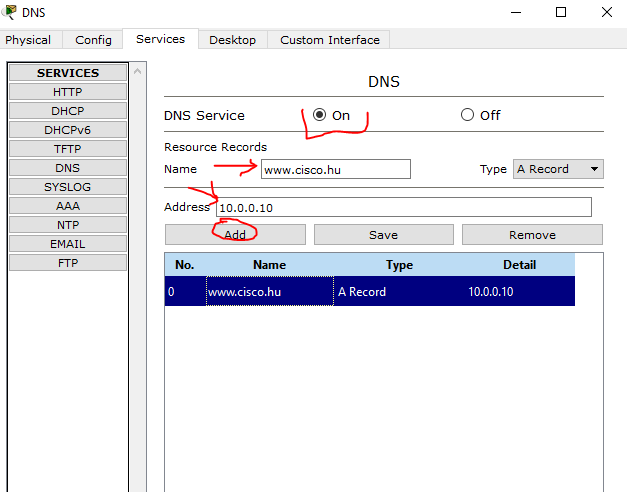 DNS
Physical Config Services Desktop Custom Interface
SERVICES
HTTP
DHCP
DHCPv6
TFTP
DNS
SYSLOG
AAA
NTP
EMAIL
FTP
DNS
DNS Service On Off
Resource Records
Name www.cisco.hu Type A Record
Address 10.0.0.10
Add Save Remove
No. Name Type Detail
0 www.cisco.hu A Record 10.0.0.10